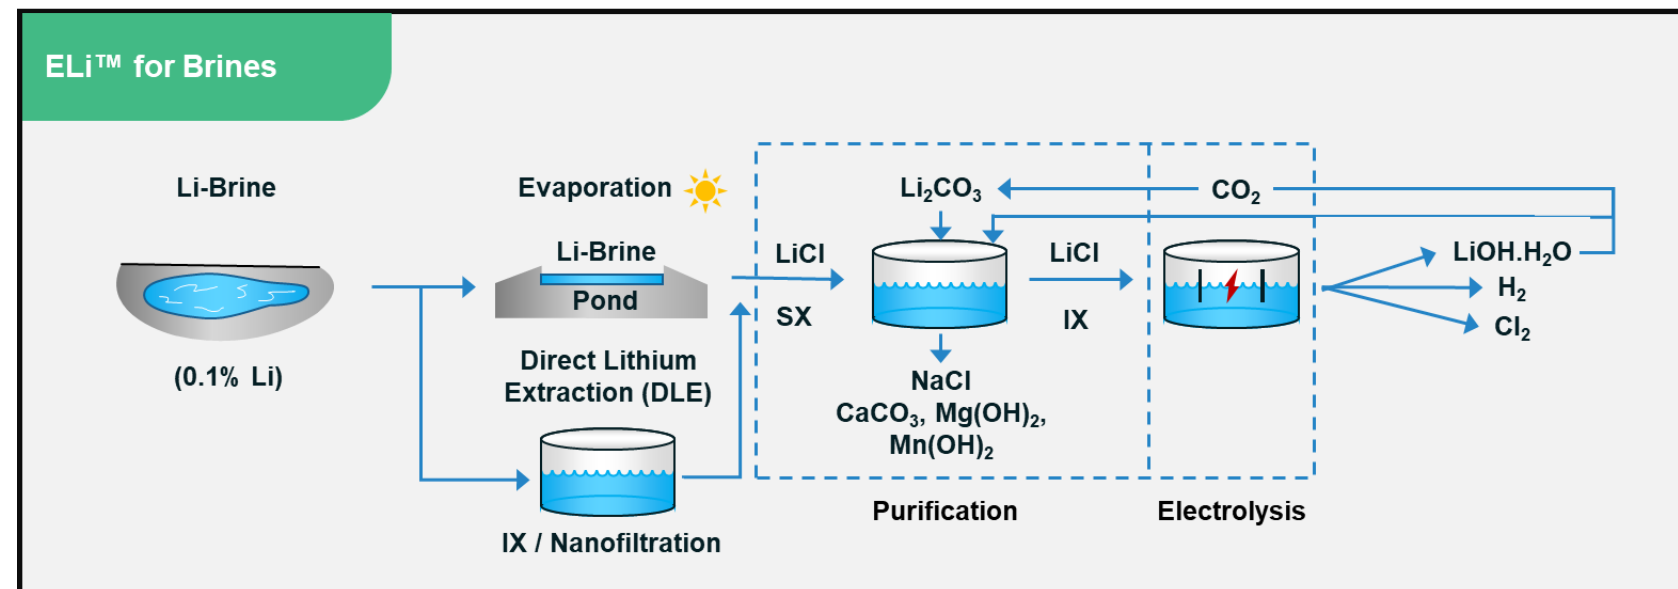 ELi™ for Brines
Li-Brine
(0.1% Li)
Evaporation
Li-Brine
Pond
Direct Lithium
Extraction (DLE)
IX / Nanofiltration
LiCl
SX
Li₂CO₃
NaCl
CaCO₃, Mg(OH)₂,
Mn(OH)₂
Purification
LiCl
IX
CO₂
Electrolysis
LiOH.H₂O
H₂
Cl₂